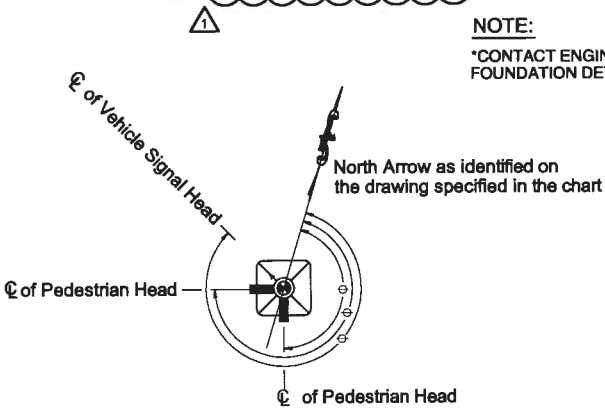 1
NOTE:
*CONTACT ENGIN
FOUNDATION DET
℄ of Vehicle Signal Head
North Arrow as identified on
the drawing specified in the chart
℄ of Pedestrian Head
⊖
⊖
⊖
℄ of Pedestrian Head